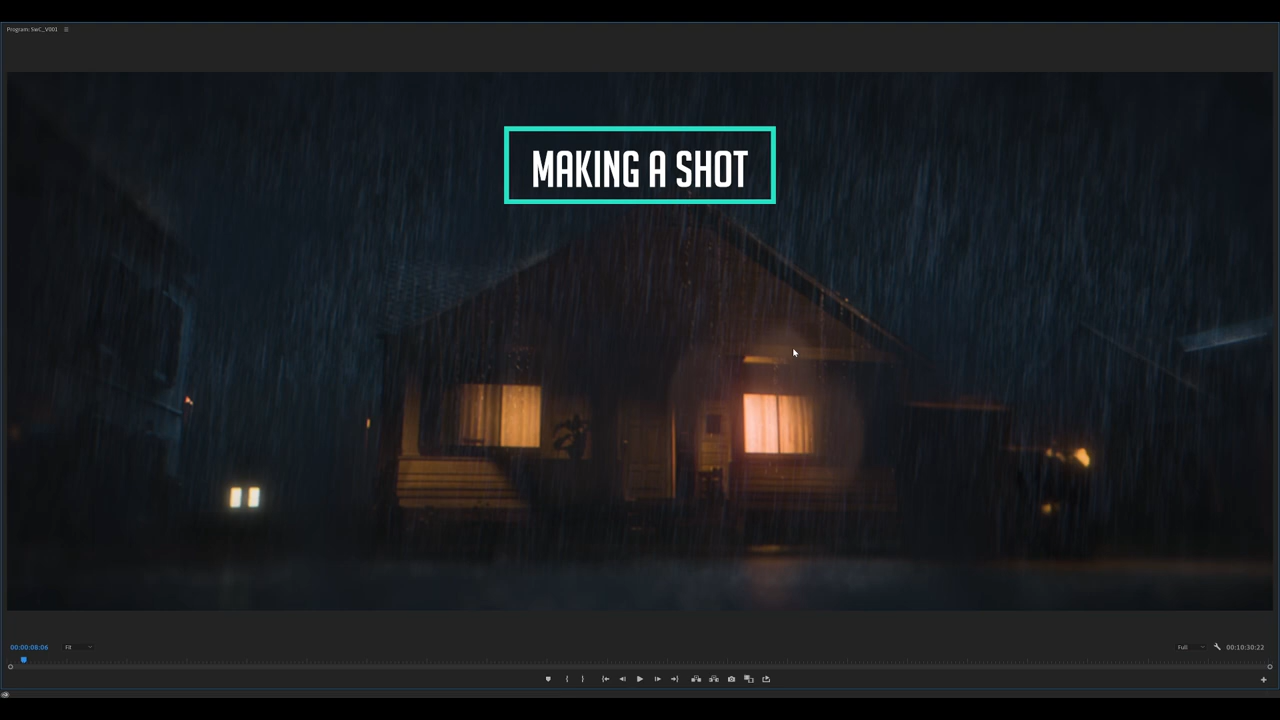 Program: SwC_V001
MAKING A SHOT
00:00:08:06
Fit
Full
00:10:30:22